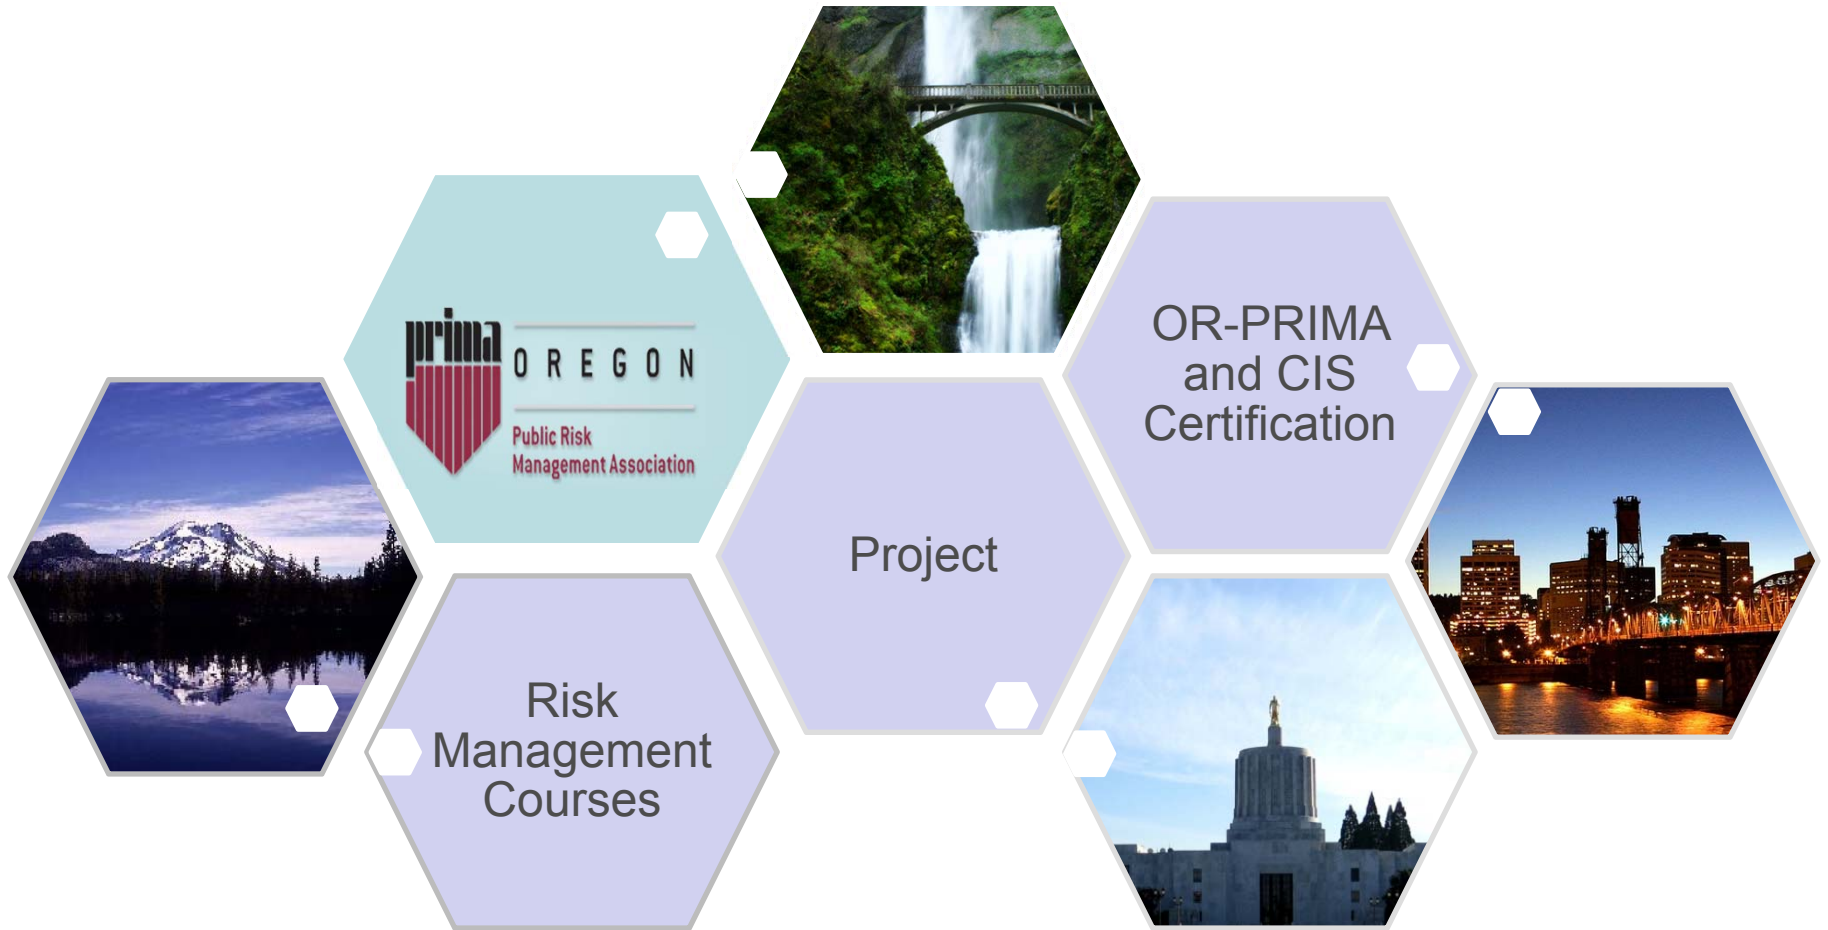 prima
OREGON
Public Risk
Management Association
OR-PRIMA
and CIS
Certification
Project
Risk
Management
Courses